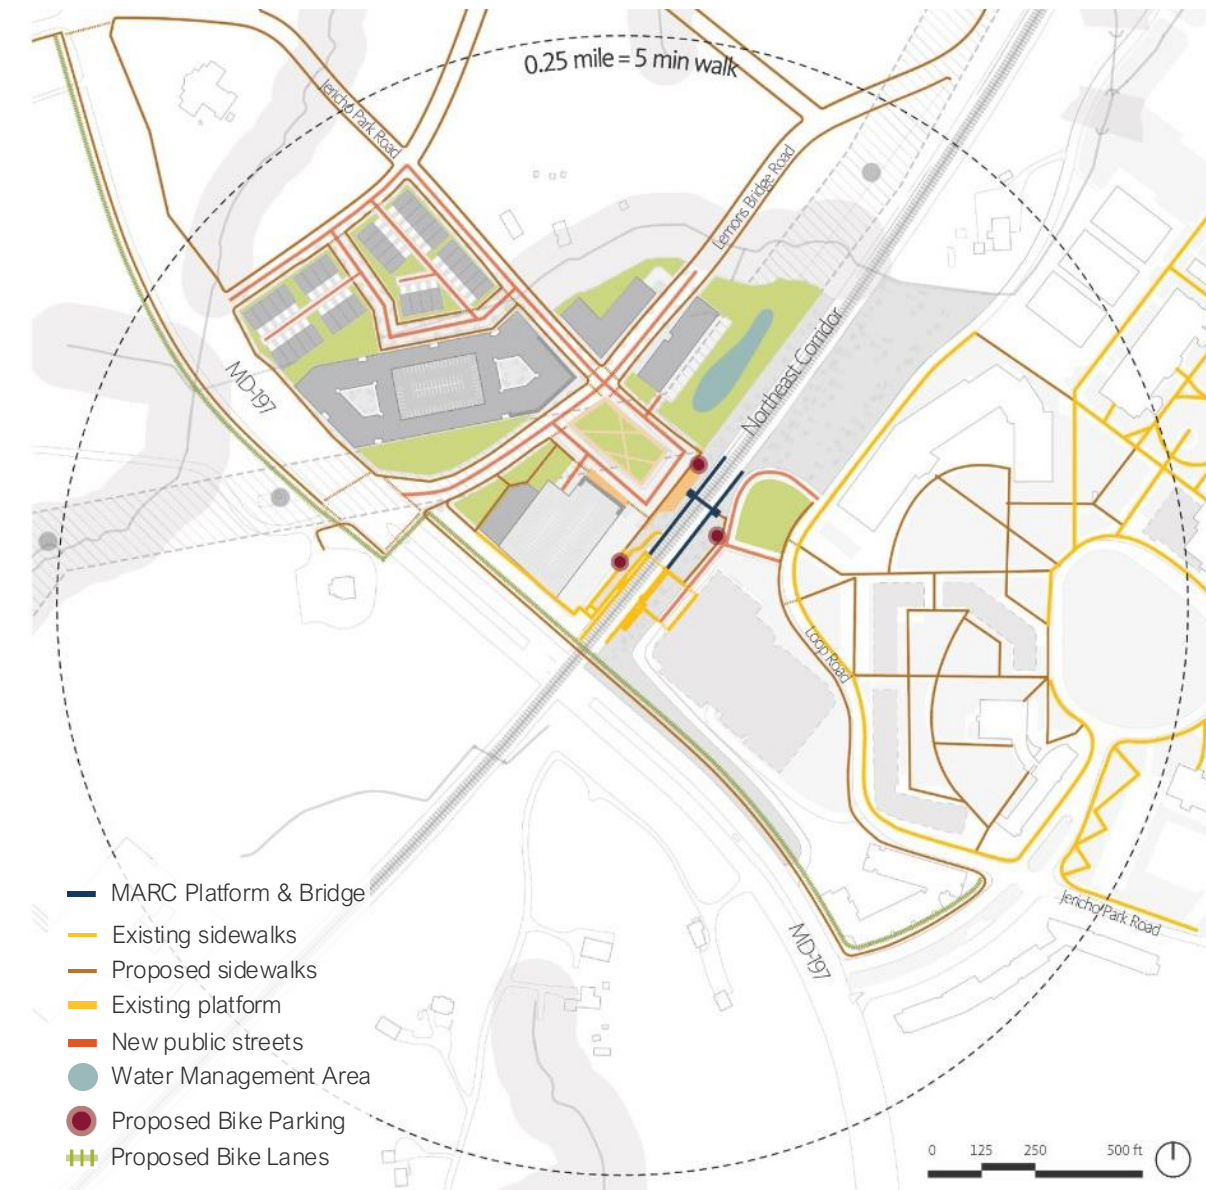 0.25 mile = 5 min walk
Jericho Park Road
Lemons Bridge Road
Northeast Corridor
MD-197
Loop Road
Jericho Park Road
MD-197
MARC Platform & Bridge
Existing sidewalks
Proposed sidewalks
Existing platform
New public streets
Water Management Area
Proposed Bike Parking
Proposed Bike Lanes
0 125 250 500 ft